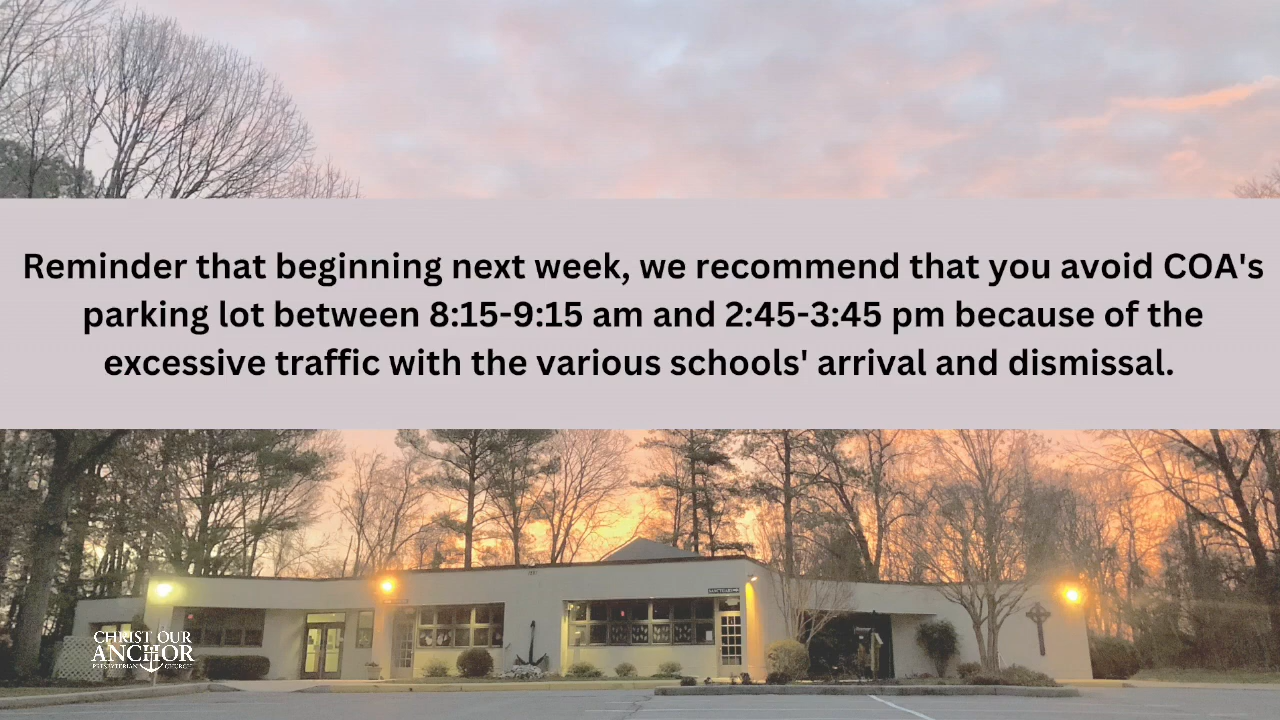 Reminder that beginning next week, we recommend that you avoid COA's
parking lot between 8:15-9:15 am and 2:45-3:45 pm because of the
excessive traffic with the various schools' arrival and dismissal.
CHRIST OUR
ANCHOR
PRESBYTERIAN CHURCH